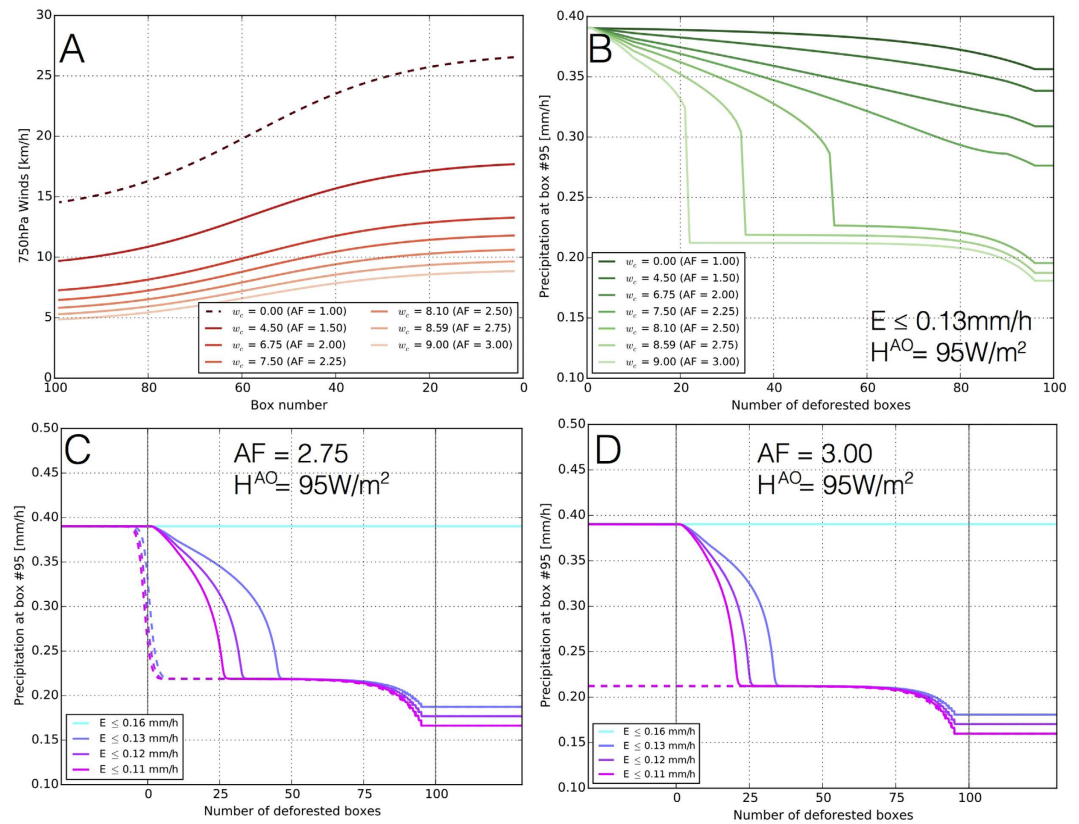 A
30
25
20
15
10
5
0
750hPa Winds [km/h]
w_c = 0.00 (AF = 1.00)
w_c = 4.50 (AF = 1.50)
w_c = 6.75 (AF = 2.00)
w_c = 7.50 (AF = 2.25)
w_c = 8.10 (AF = 2.50)
w_c = 8.59 (AF = 2.75)
w_c = 9.00 (AF = 3.00)
100 80 60 40 20 0
Box number
B
0.40
0.35
0.30
0.25
0.20
0.15
0.10
Precipitation at box #95 [mm/h]
w_c = 0.00 (AF = 1.00)
w_c = 4.50 (AF = 1.50)
w_c = 6.75 (AF = 2.00)
w_c = 7.50 (AF = 2.25)
w_c = 8.10 (AF = 2.50)
w_c = 8.59 (AF = 2.75)
w_c = 9.00 (AF = 3.00)
E ≤ 0.13mm/h
H^AO= 95W/m²
0 20 40 60 80 100
Number of deforested boxes
C
AF = 2.75
H^AO= 95W/m²
0.50
0.45
0.40
0.35
0.30
0.25
0.20
0.15
0.10
Precipitation at box #95 [mm/h]
E ≤ 0.16 mm/h
E ≤ 0.13 mm/h
E ≤ 0.12 mm/h
E ≤ 0.11 mm/h
0 25 50 75 100
Number of deforested boxes
D
AF = 3.00
H^AO= 95W/m²
0.50
0.45
0.40
0.35
0.30
0.25
0.20
0.15
0.10
Precipitation at box #95 [mm/h]
E ≤ 0.16 mm/h
E ≤ 0.13 mm/h
E ≤ 0.12 mm/h
E ≤ 0.11 mm/h
0 25 50 75 100
Number of deforested boxes